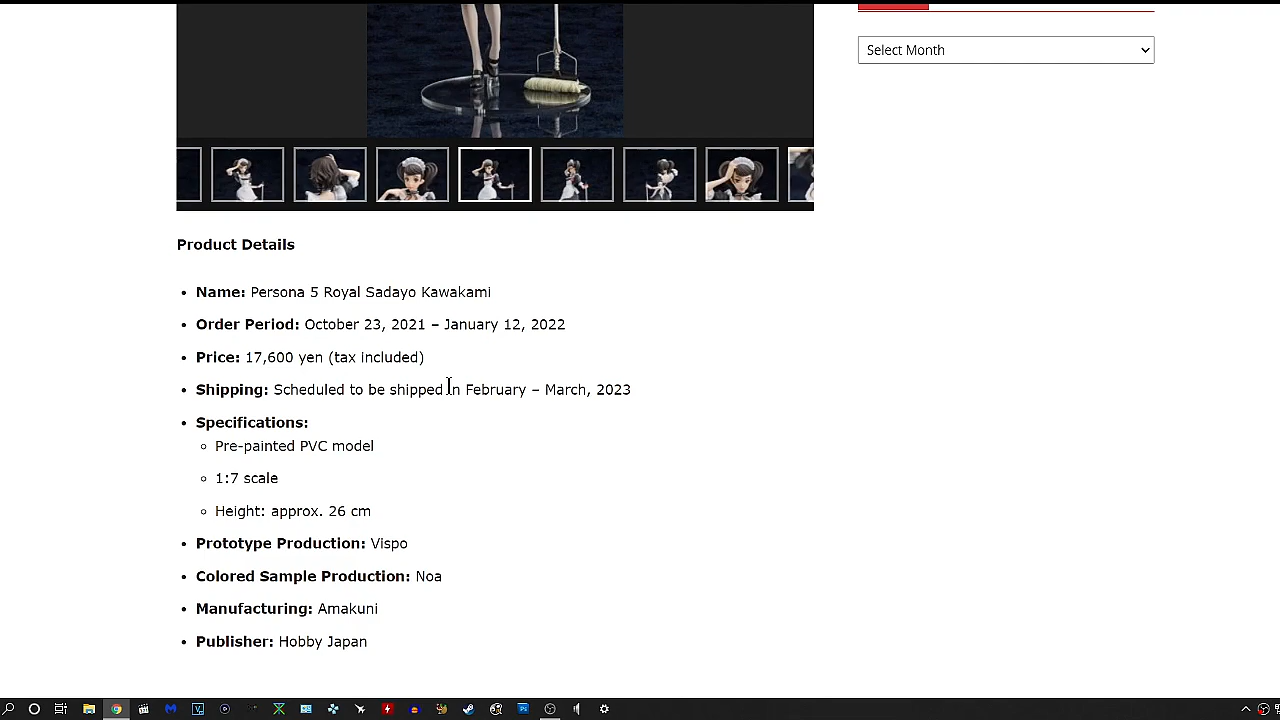 Select Month
Product Details
Name: Persona 5 Royal Sadayo Kawakami
Order Period: October 23, 2021 – January 12, 2022
Price: 17,600 yen (tax included)
Shipping: Scheduled to be shipped in February – March, 2023
Specifications:
Pre-painted PVC model
1:7 scale
Height: approx. 26 cm
Prototype Production: Vispo
Colored Sample Production: Noa
Manufacturing: Amakuni
Publisher: Hobby Japan